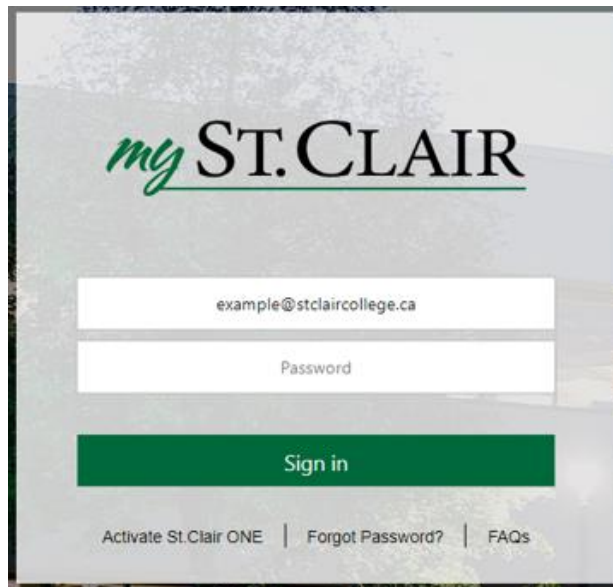 my ST. CLAIR
example@stclaircollege.ca
Password
Sign in
Activate St.Clair ONE | Forgot Password? | FAQs